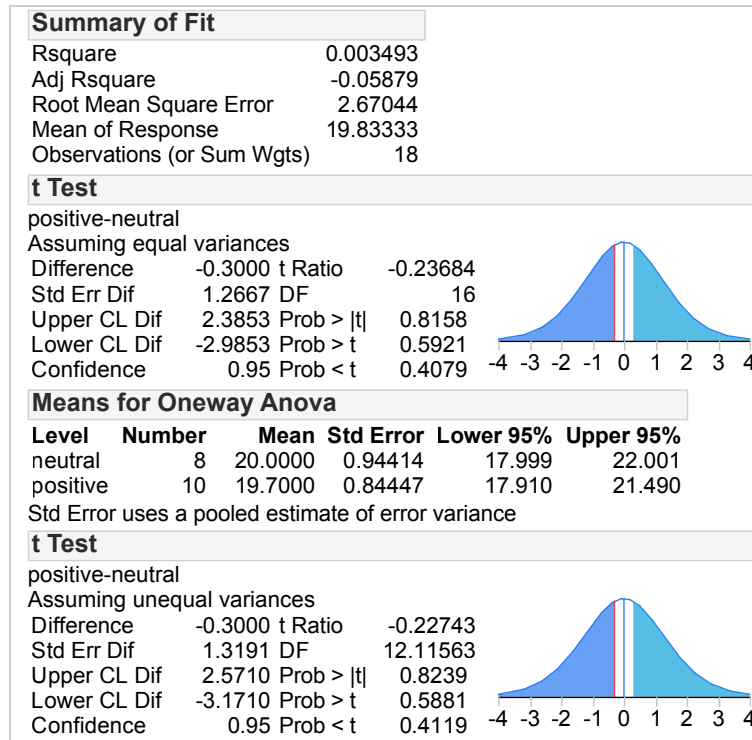 Summary of Fit
Rsquare 0.003493
Adj Rsquare -0.05879
Root Mean Square Error 2.67044
Mean of Response 19.83333
Observations (or Sum Wgts) 18
t Test
positive-neutral
Assuming equal variances
Difference -0.3000 t Ratio -0.23684
Std Err Dif 1.2667 DF 16
Upper CL Dif 2.3853 Prob > |t| 0.8158
Lower CL Dif -2.9853 Prob > t 0.5921
Confidence 0.95 Prob < t 0.4079
-4 -3 -2 -1 0 1 2 3 4
Means for Oneway Anova
Level Number Mean Std Error Lower 95% Upper 95%
neutral 8 20.0000 0.94414 17.999 22.001
positive 10 19.7000 0.84447 17.910 21.490
Std Error uses a pooled estimate of error variance
t Test
positive-neutral
Assuming unequal variances
Difference -0.3000 t Ratio -0.22743
Std Err Dif 1.3191 DF 12.11563
Upper CL Dif 2.5710 Prob > |t| 0.8239
Lower CL Dif -3.1710 Prob > t 0.5881
Confidence 0.95 Prob < t 0.4119
-4 -3 -2 -1 0 1 2 3 4